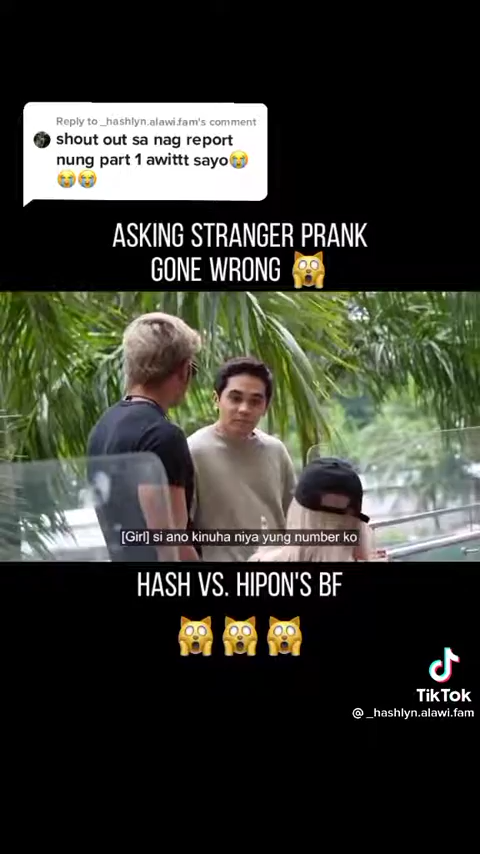 Reply to _hashlyn.alawi.fam's comment
shout out sa nag report
nung part 1 awittt sayo😭
😭😭
ASKING STRANGER PRANK
GONE WRONG 🙀
[Girl] si ano kinuha niya yung number ko
HASH VS. HIPON'S BF
🙀🙀🙀
TikTok
@ _hashlyn.alawi.fam